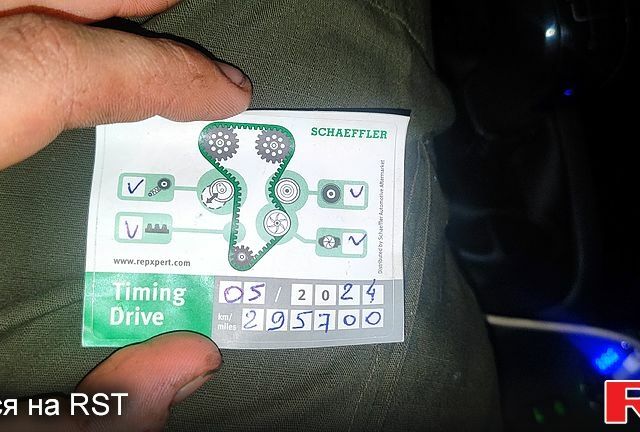 SCHAEFFLER
Distributed by Schaeffler Automotive Aftermarket
www.repxpert.com
Timing
Drive
05 / 2024
km/
miles
295700
ся на RST
R